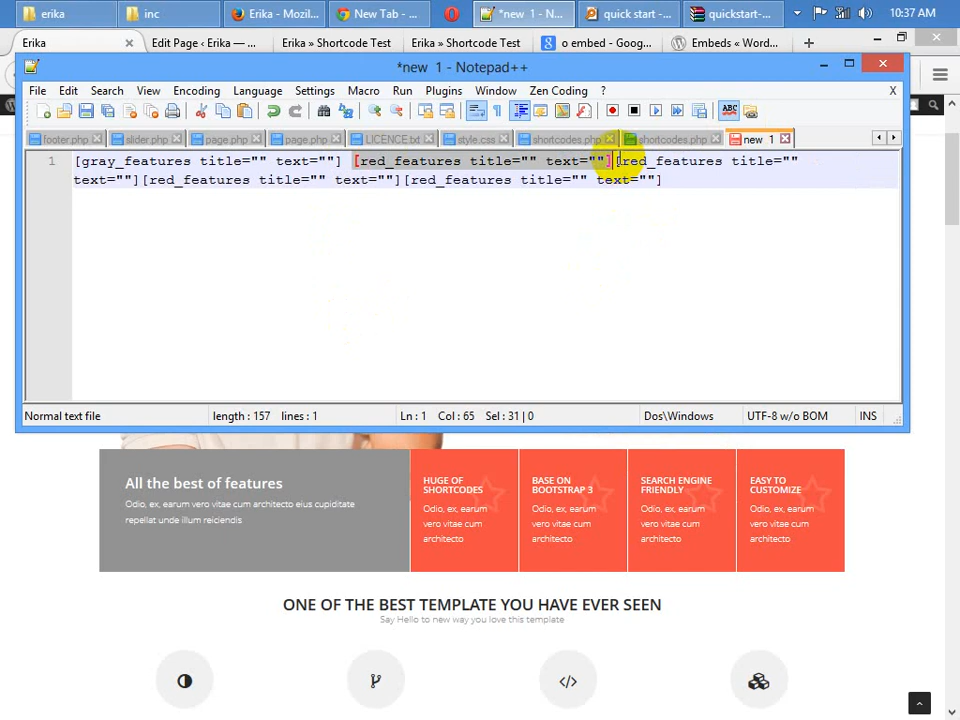 erika
inc
Erika - Mozil...
New Tab - ...
*new 1 - N...
quick start -...
quickstart-...
10:37 AM
Erika
Edit Page ‹ Erika — ...
Erika » Shortcode Test
Erika » Shortcode Test
o embed - Goog...
Embeds « Word...
*new 1 - Notepad++
File Edit Search View Encoding Language Settings Macro Run Plugins Window Zen Coding ? X
footer.php
slider.php
page.php
page.php
LICENCE.txt
style.css
shortcodes.php
shortcodes.php
new 1
1
[gray_features title="" text=""] [red_features title="" text=""][red_features title=""
text=""][red_features title="" text=""][red_features title="" text=""]
Normal text file
length : 157 lines : 1
Ln : 1 Col : 65 Sel : 31 | 0
Dos\Windows
UTF-8 w/o BOM
INS
All the best of features
Odio, ex, earum vero vitae cum architecto eius cupiditate
repellat unde illum reiciendis
HUGE OF
SHORTCODES
Odio, ex, earum
vero vitae cum
architecto
BASE ON
BOOTSTRAP 3
Odio, ex, earum
vero vitae cum
architecto
SEARCH ENGINE
FRIENDLY
Odio, ex, earum
vero vitae cum
architecto
EASY TO
CUSTOMIZE
Odio, ex, earum
vero vitae cum
architecto
ONE OF THE BEST TEMPLATE YOU HAVE EVER SEEN
Say Hello to new way you love this template